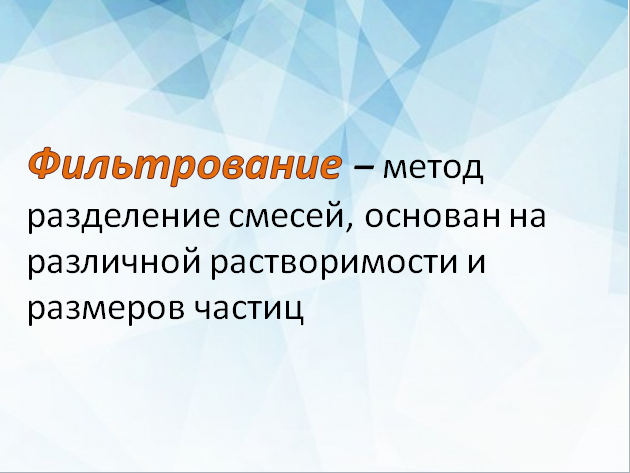 Фильтрование – метод
разделение смесей, основан на
различной растворимости и
размеров частиц